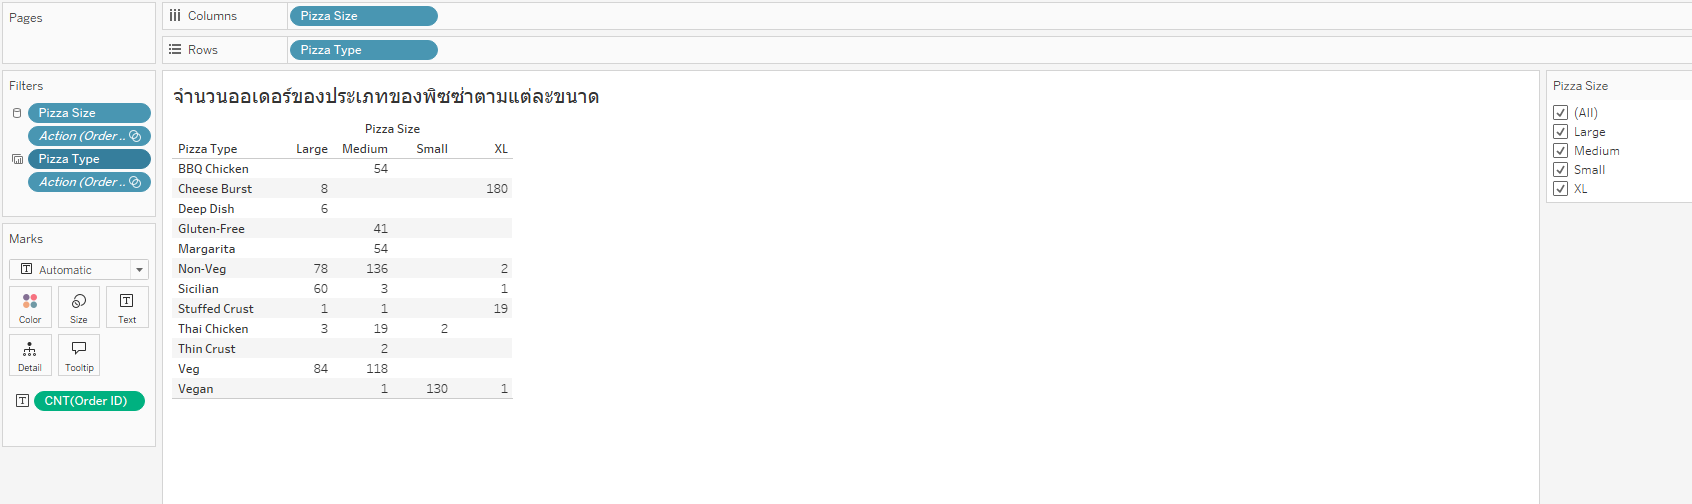 Pages
Columns
Pizza Size
Rows
Pizza Type
Filters
Pizza Size
Action (Order ..
Pizza Type
Action (Order ..
Marks
Automatic
Color Size Text
Detail Tooltip
CNT(Order ID)
จำนวนออเดอร์ของประเภทของพิซซ่าตามแต่ละขนาด
Pizza Size
Pizza Type Large Medium Small XL
BBQ Chicken 54
Cheese Burst 8 180
Deep Dish 6
Gluten-Free 41
Margarita 54
Non-Veg 78 136 2
Sicilian 60 3 1
Stuffed Crust 1 1 19
Thai Chicken 3 19 2
Thin Crust 2
Veg 84 118
Vegan 1 130 1
Pizza Size
(All)
Large
Medium
Small
XL